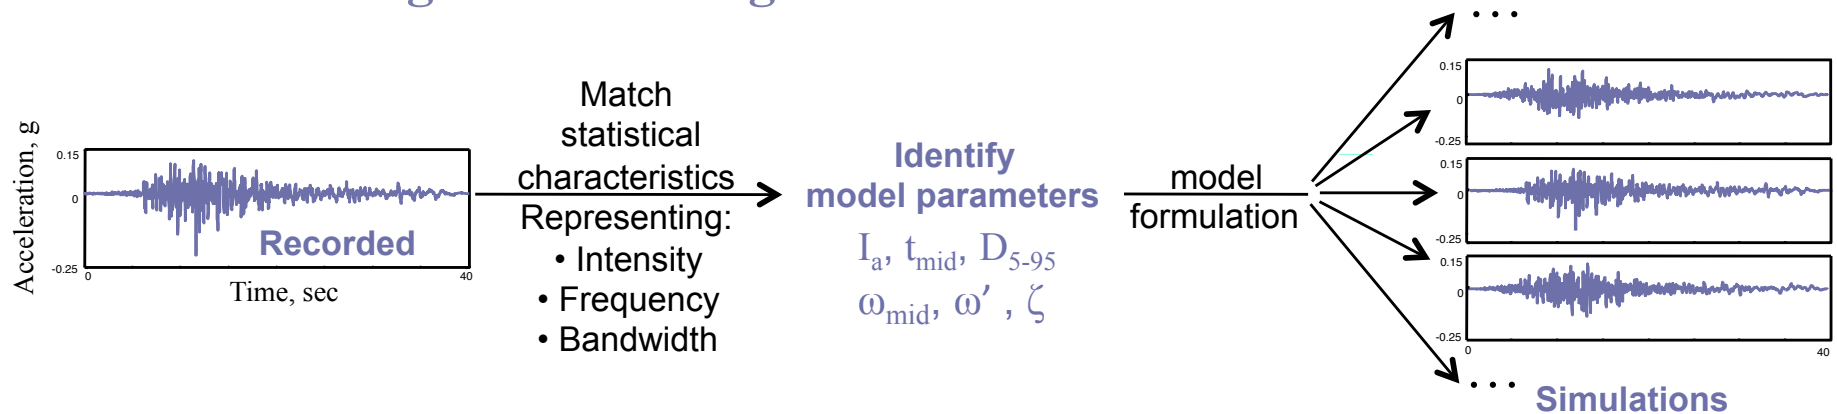 Acceleration, g
0.15
0
-0.25
0
40
Recorded
Time, sec
Match
statistical
characteristics
Representing:
• Intensity
• Frequency
• Bandwidth
Identify
model parameters
Ia, tmid, D5-95
ωmid, ω′ , ζ
model
formulation
...
0.15
0
-0.25
0.15
0
-0.25
0.15
0
-0.25
0
40
...
Simulations